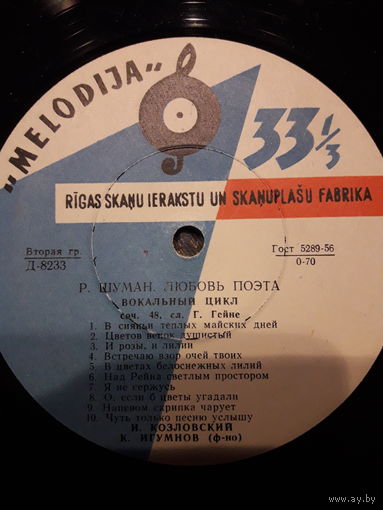 „MELODIJA"
33⅓
RĪGAS SKAŅU IERAKSTU UN SKAŅUPLAŠU FABRIKA
Вторая гр.
Д-8233
Гост 5289-56
0-70
Р. ШУМАН. ЛЮБОВЬ ПОЭТА
ВОКАЛЬНЫЙ ЦИКЛ
соч. 48, сл. Г. Гейне
1. В сияньи теплых майских дней
2. Цветов венок душистый
3. И розы, и лилии
4. Встречаю взор очей твоих
5. В цветах белоснежных лилий
6. Над Рейна светлым простором
7. Я не сержусь
8. О, если б цветы угадали
9. Напевом скрипка чарует
10. Чуть только песню услышу
И. КОЗЛОВСКИЙ
К. ИГУМНОВ (ф-но)
www.ay.by